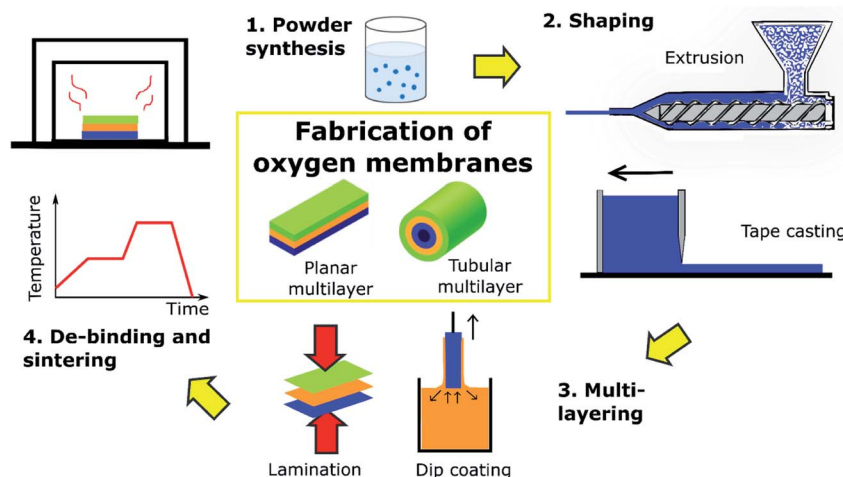 1. Powder
synthesis
2. Shaping
Extrusion
Fabrication of
oxygen membranes
Planar
multilayer
Tubular
multilayer
Tape casting
Temperature
Time
4. De-binding and
sintering
3. Multi-
layering
Lamination
Dip coating